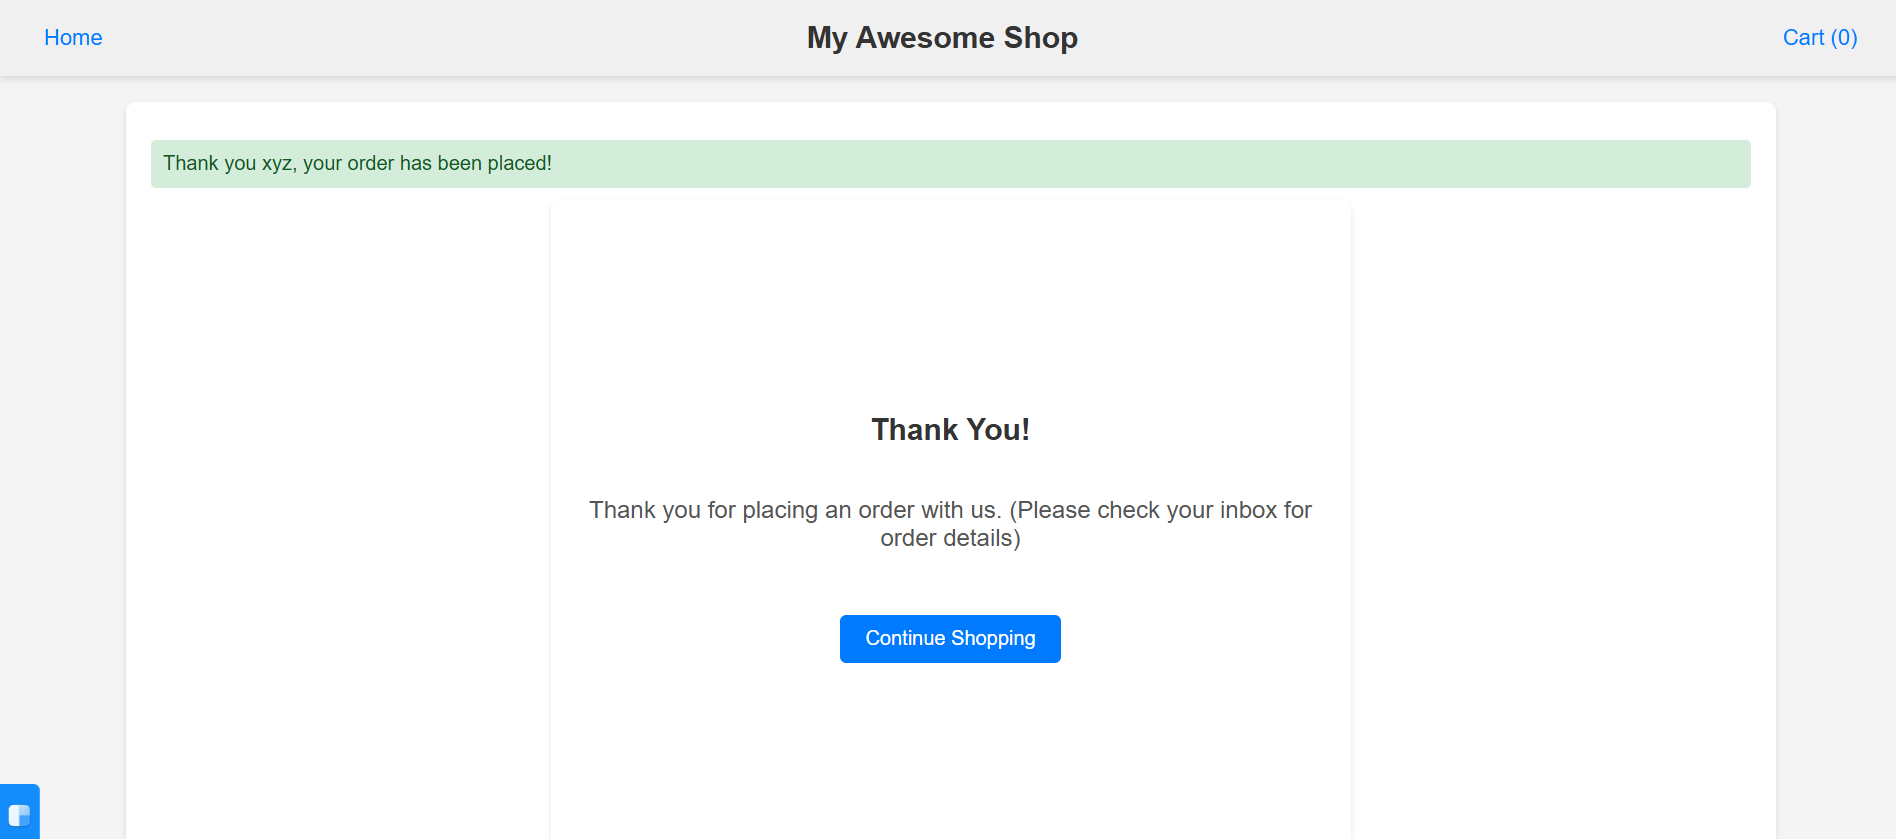 Home
My Awesome Shop
Cart (0)
Thank you xyz, your order has been placed!
Thank You!
Thank you for placing an order with us. (Please check your inbox for
order details)
Continue Shopping